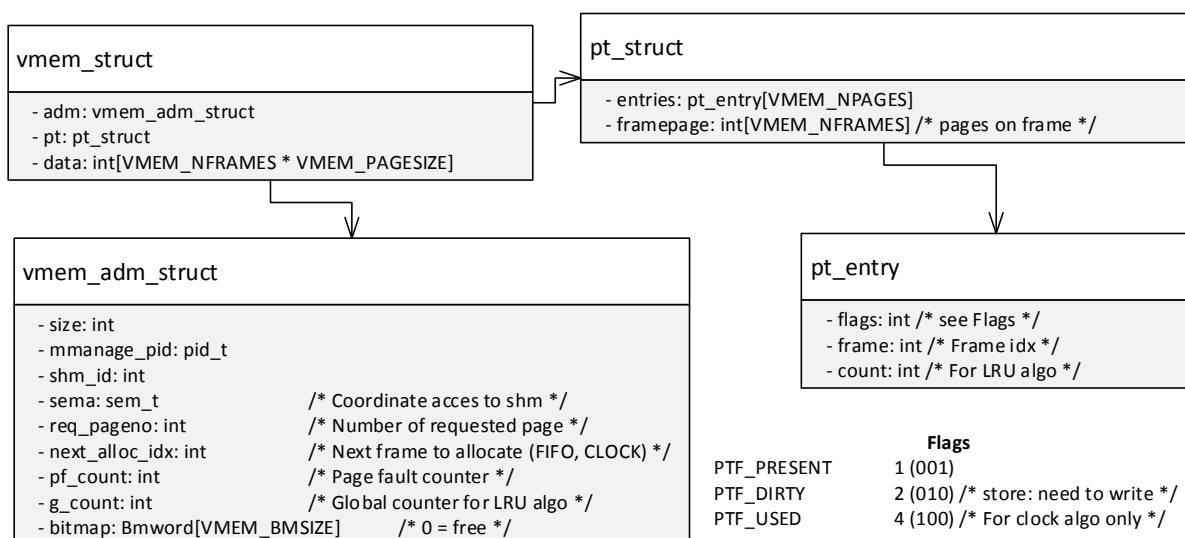 vmem_struct
- adm: vmem_adm_struct
- pt: pt_struct
- data: int[VMEM_NFRAMES * VMEM_PAGESIZE]
pt_struct
- entries: pt_entry[VMEM_NPAGES]
- framepage: int[VMEM_NFRAMES] /* pages on frame */
vmem_adm_struct
- size: int
- mmanage_pid: pid_t
- shm_id: int
- sema: sem_t /* Coordinate acces to shm */
- req_pageno: int /* Number of requested page */
- next_alloc_idx: int /* Next frame to allocate (FIFO, CLOCK) */
- pf_count: int /* Page fault counter */
- g_count: int /* Global counter for LRU algo */
- bitmap: Bmword[VMEM_BMSIZE] /* 0 = free */
pt_entry
- flags: int /* see Flags */
- frame: int /* Frame idx */
- count: int /* For LRU algo */
Flags
PTF_PRESENT 1 (001)
PTF_DIRTY 2 (010) /* store: need to write */
PTF_USED 4 (100) /* For clock algo only */